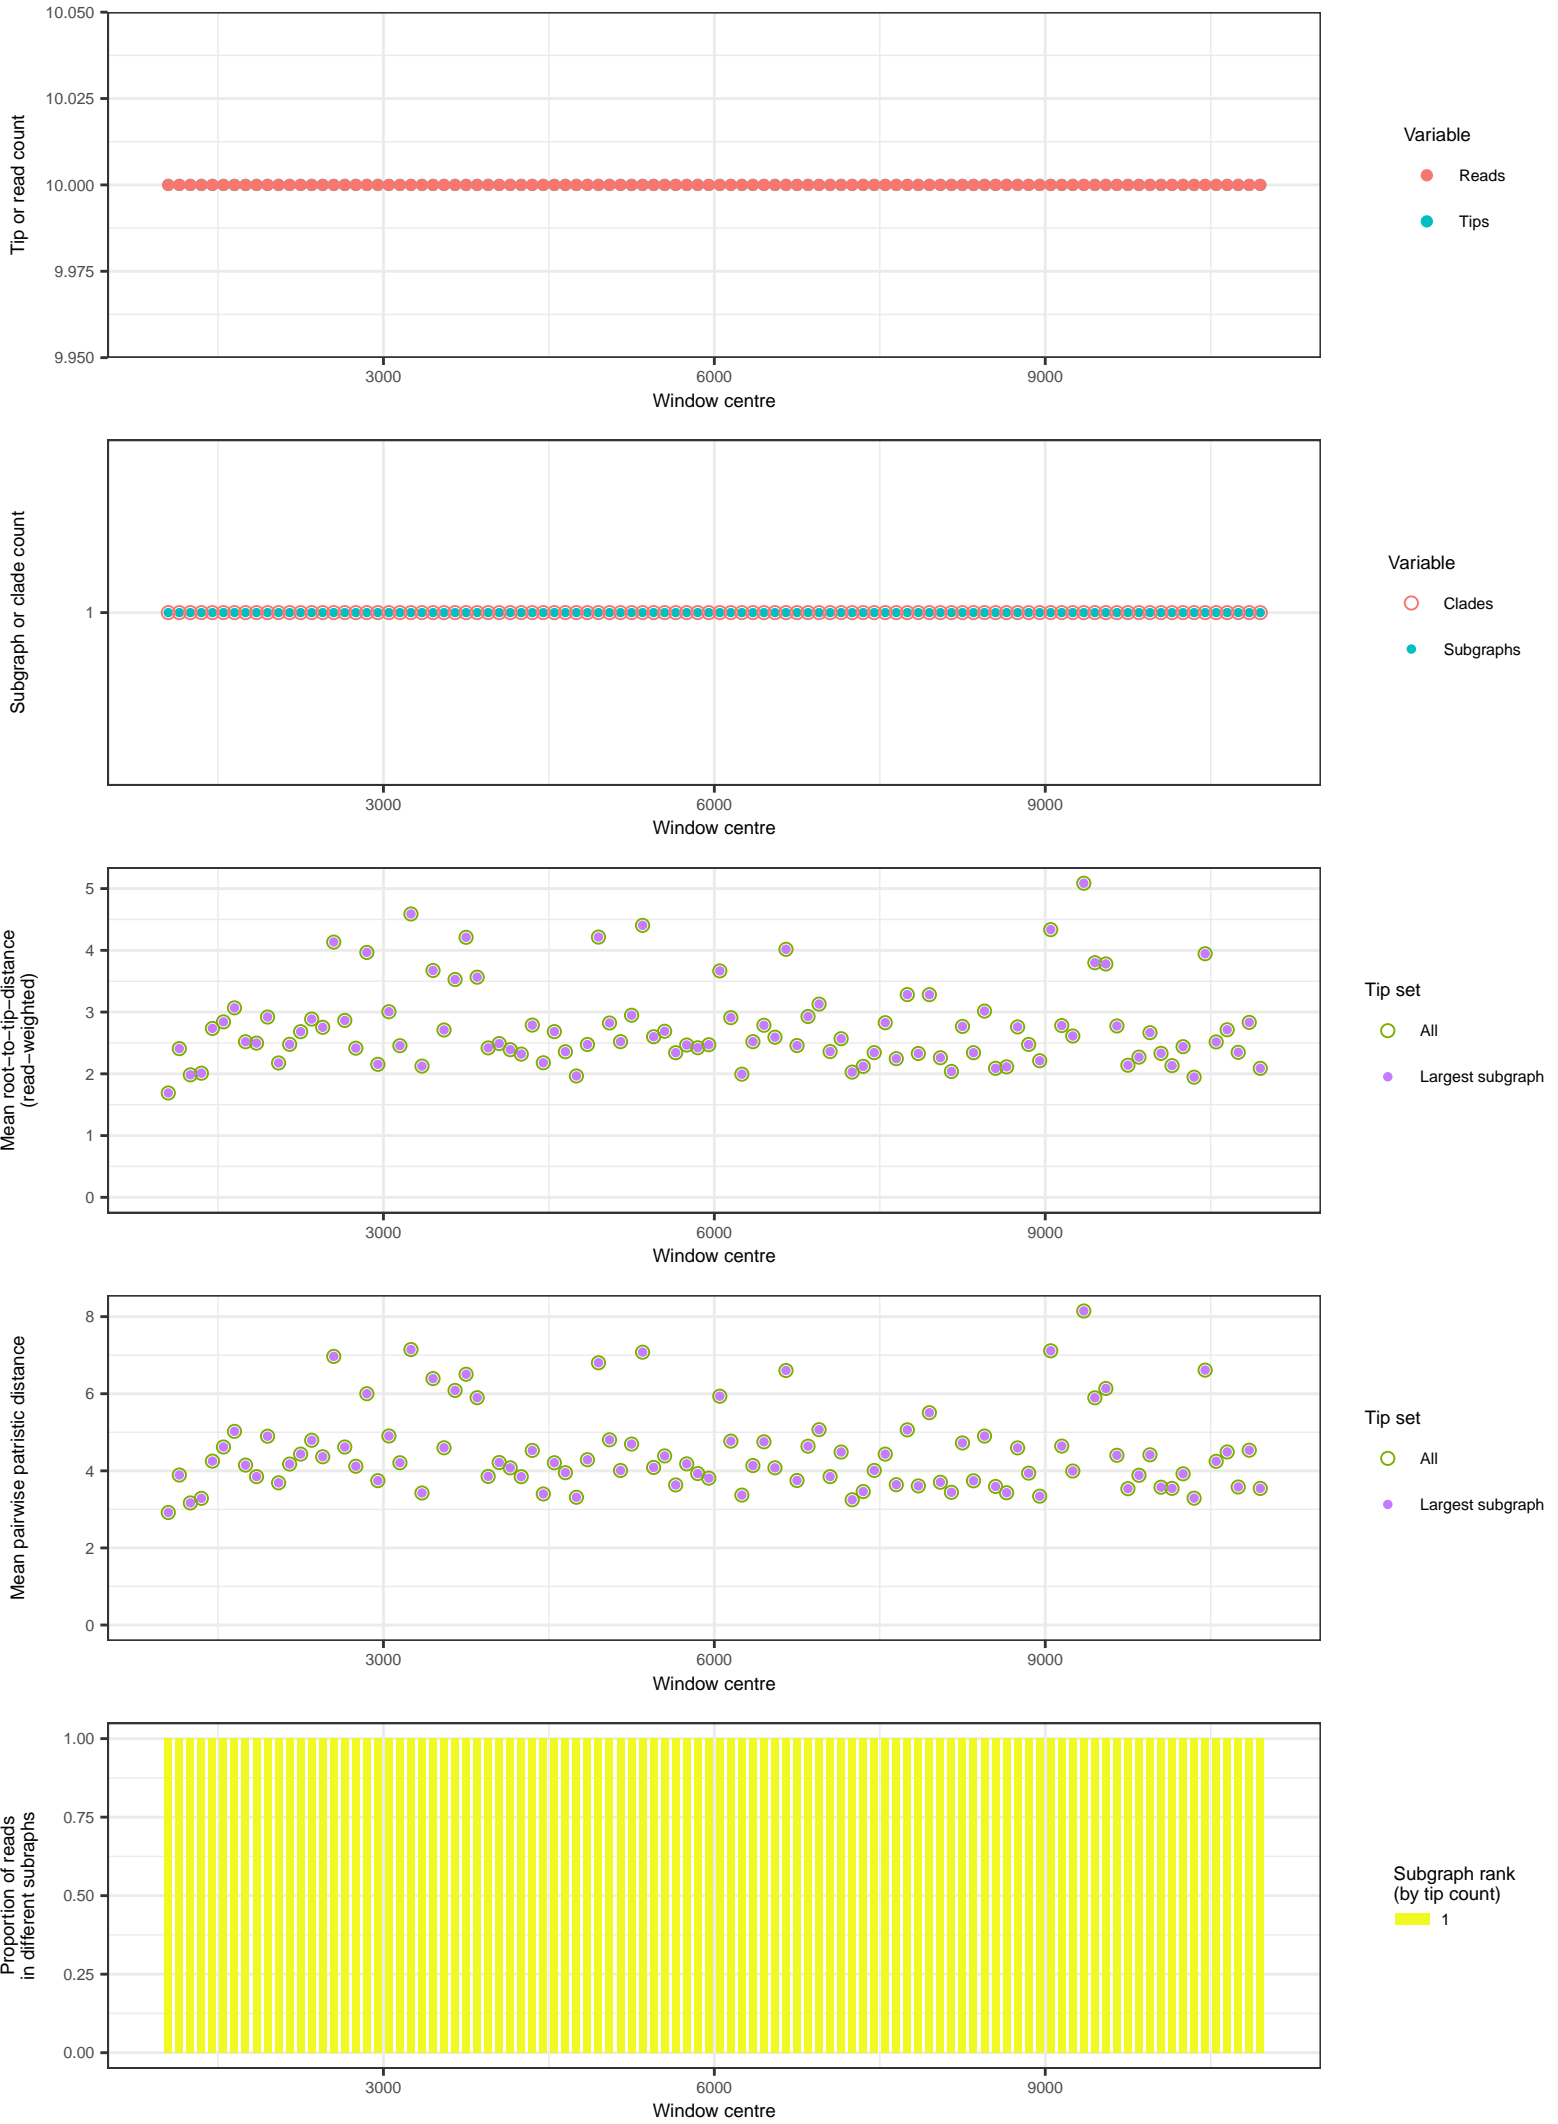 10.050
10.025
10.000
9.975
9.950
Tip or read count
3000 6000 9000
Window centre
Variable
Reads
Tips
1
Subgraph or clade count
3000 6000 9000
Window centre
Variable
Clades
Subgraphs
5
4
3
2
1
0
Mean root−to−tip−distance
(read−weighted)
3000 6000 9000
Window centre
Tip set
All
Largest subgraph
8
6
4
2
0
Mean pairwise patristic distance
3000 6000 9000
Window centre
Tip set
All
Largest subgraph
1.00
0.75
0.50
0.25
0.00
Proportion of reads
in different subraphs
3000 6000 9000
Window centre
Subgraph rank
(by tip count)
1